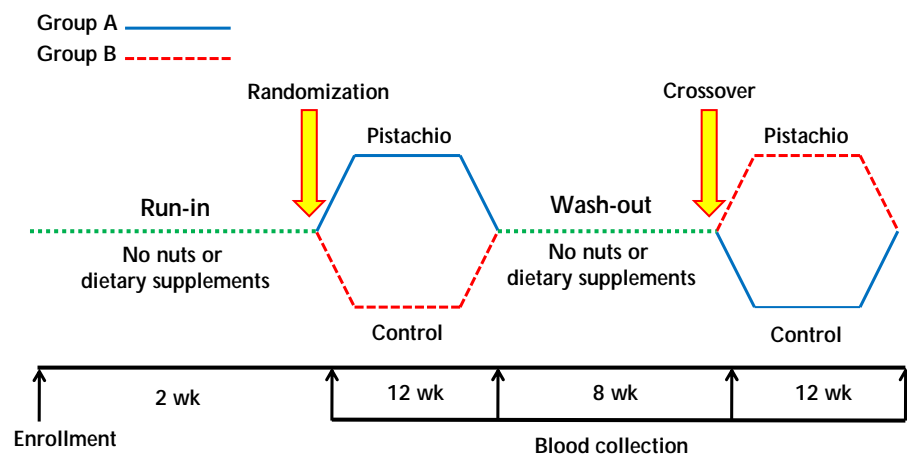 Group A
Group B
Randomization
Crossover
Pistachio
Pistachio
Run-in
Wash-out
No nuts or
dietary supplements
No nuts or
dietary supplements
Control
Control
2 wk
12 wk
8 wk
12 wk
Enrollment
Blood collection